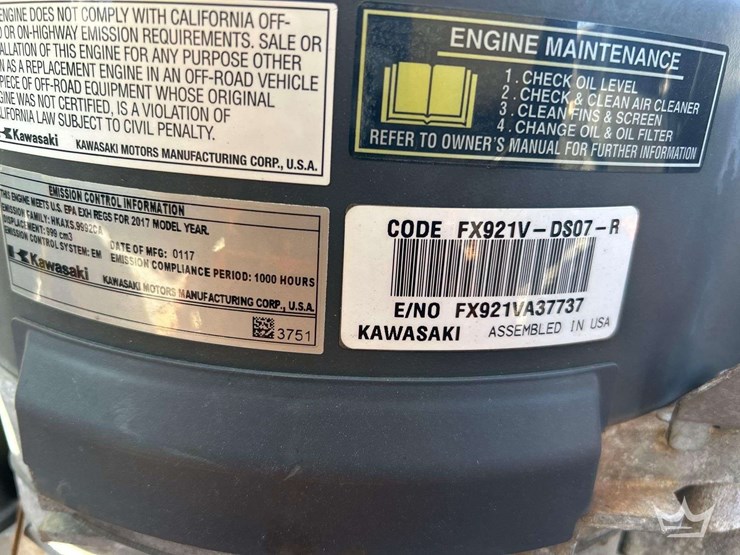 ENGINE DOES NOT COMPLY WITH CALIFORNIA OFF-
OR ON-HIGHWAY EMISSION REQUIREMENTS. SALE OR
ALLATION OF THIS ENGINE FOR ANY PURPOSE OTHER
N AS A REPLACEMENT ENGINE IN AN OFF-ROAD VEHICLE
PIECE OF OFF-ROAD EQUIPMENT WHOSE ORIGINAL
GINE WAS NOT CERTIFIED, IS A VIOLATION OF
LIFORNIA LAW SUBJECT TO CIVIL PENALTY.
Kawasaki KAWASAKI MOTORS MANUFACTURING CORP., U.S.A.
ENGINE MAINTENANCE
1. CHECK OIL LEVEL
2. CHECK & CLEAN AIR CLEANER
3. CLEAN FINS & SCREEN
4. CHANGE OIL & OIL FILTER
REFER TO OWNER'S MANUAL FOR FURTHER INFORMATION
EMISSION CONTROL INFORMATION
THIS ENGINE MEETS U.S. EPA EXH REGS FOR 2017 MODEL YEAR.
EMISSION FAMILY: HKAXS.9992CA
DISPLACEMENT: 999 cm3 DATE OF MFG: 0117
EMISSION CONTROL SYSTEM: EM EMISSION COMPLIANCE PERIOD: 1000 HOURS
Kawasaki KAWASAKI MOTORS MANUFACTURING CORP., U.S.A.
3751
CODE FX921V-DS07-R
E/NO FX921VA37737
KAWASAKI ASSEMBLED IN USA